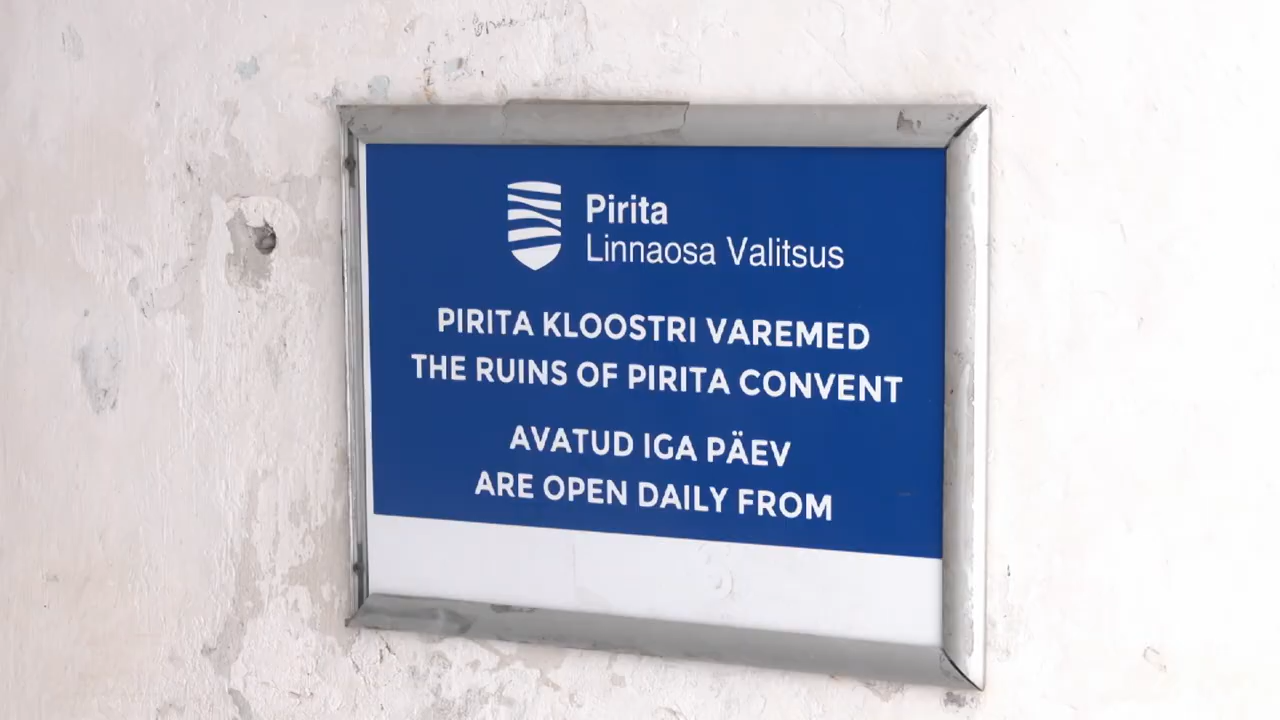 Pirita
Linnaosa Valitsus
PIRITA KLOOSTRI VAREMED
THE RUINS OF PIRITA CONVENT
AVATUD IGA PÄEV
ARE OPEN DAILY FROM